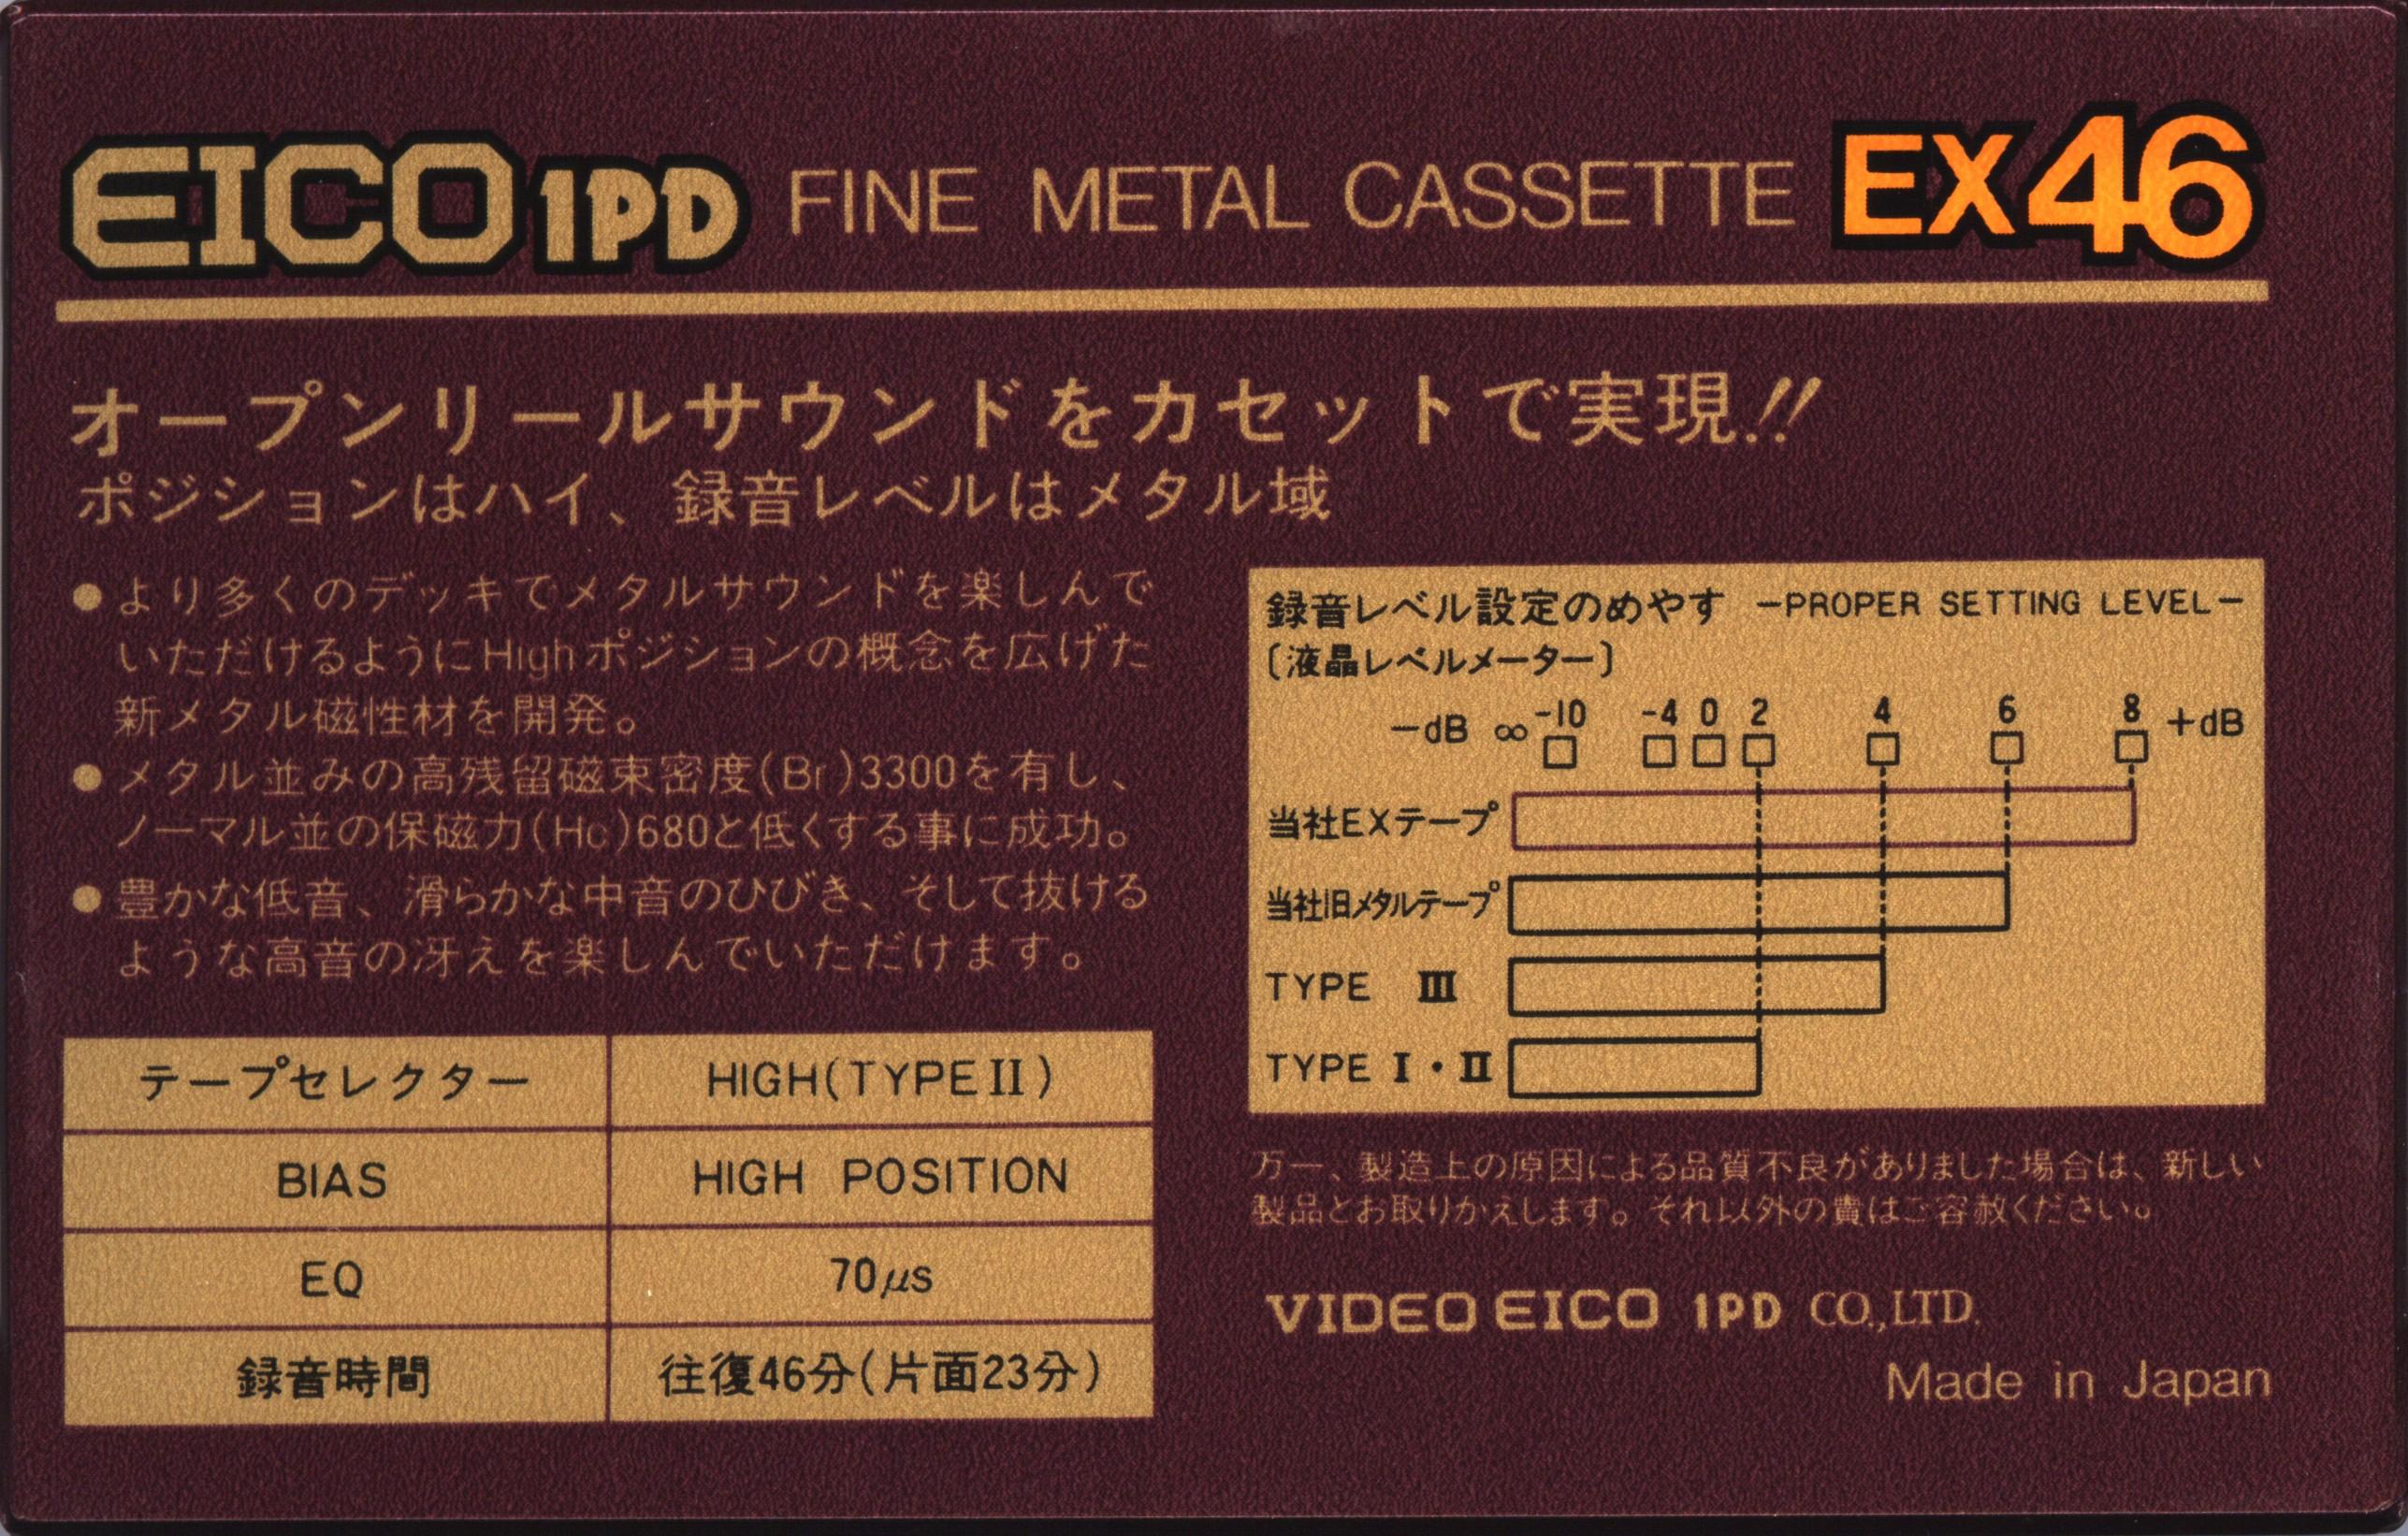 EICO 1PD FINE METAL CASSETTE EX46
オープンリールサウンドをカセットで実現!!
ポジションはハイ、録音レベルはメタル域
●より多くのデッキでメタルサウンドを楽しんで
いただけるようにHighポジションの概念を広げた
新メタル磁性材を開発。
●メタル並みの高残留磁束密度(Br)3300を有し、
ノーマル並の保磁力(Hc)680と低くする事に成功。
●豊かな低音、滑らかな中音のひびき、そして抜ける
ような高音の冴えを楽しんでいただけます。
テープセレクター HIGH(TYPE II)
BIAS HIGH POSITION
EQ 70μs
録音時間 往復46分(片面23分)
録音レベル設定のめやす −PROPER SETTING LEVEL−
〔液晶レベルメーター〕
−dB ∞ -10 -4 0 2 4 6 8 +dB
当社EXテープ
当社旧メタルテープ
TYPE III
TYPE I・II
万一、製造上の原因による品質不良がありました場合は、新しい
製品とお取りかえします。それ以外の責はご容赦ください。
VIDEO EICO 1PD CO.,LTD.
Made in Japan